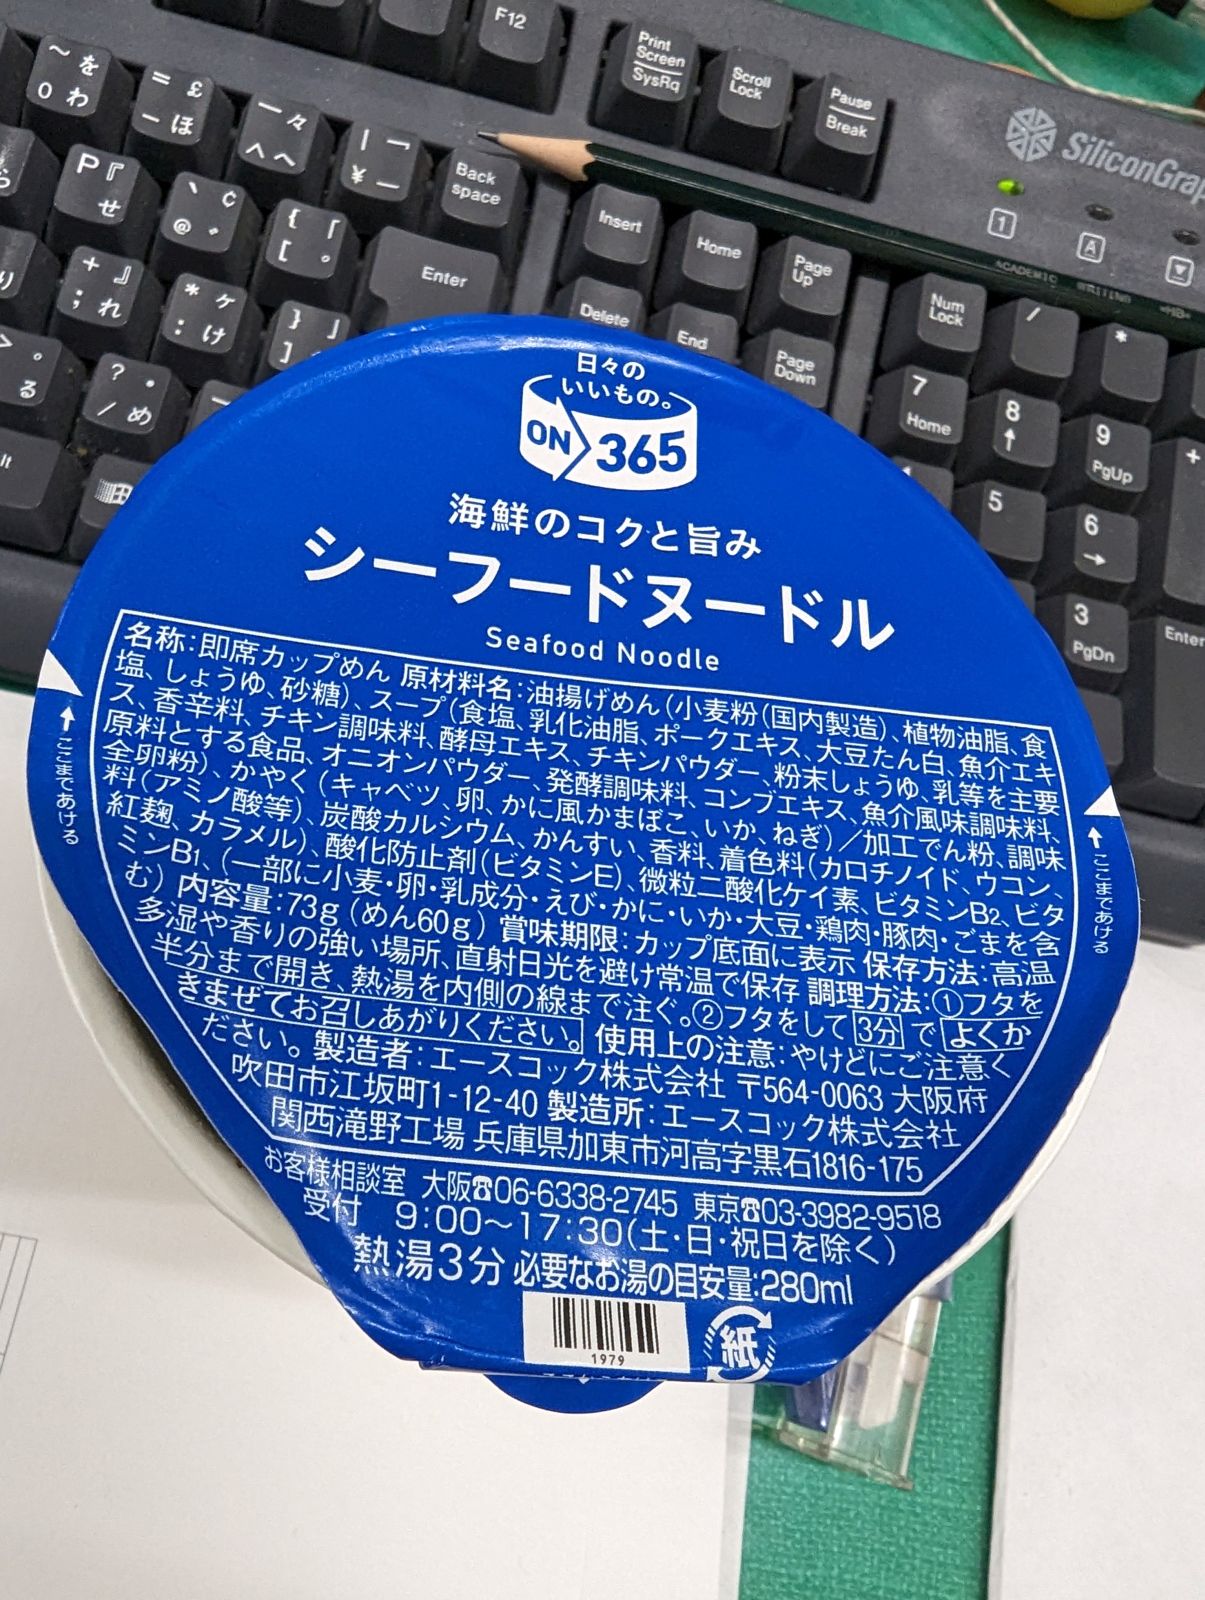 F12
Print Screen SysRq
Scroll Lock
Pause Break
~ を
0 わ
= £
- ほ
Back space
P 『
せ
@
Insert
Home
Page Up
SiliconGrap
1
A
ACADEMIC WRITING <HB>
+ 』
; れ
* ケ
: け
Enter
Delete
End
Page Down
Num Lock
/
*
る
? ・
/ め
7 Home
8
9 PgUp
+
5
6
3 PgDn
Enter
日々の
いいもの。
ON 365
海鮮のコクと旨み
シーフードヌードル
Seafood Noodle
名称:即席カップめん 原材料名:油揚げめん(小麦粉(国内製造)、植物油脂、食
塩、しょうゆ、砂糖)、スープ(食塩、乳化油脂、ポークエキス、大豆たん白、魚介エキ
ス、香辛料、チキン調味料、酵母エキス、チキンパウダー、粉末しょうゆ、乳等を主要
原料とする食品、オニオンパウダー、発酵調味料、コンブエキス、魚介風味調味料、
全卵粉)、かやく(キャベツ、卵、かに風かまぼこ、いか、ねぎ)/加工でん粉、調味
料(アミノ酸等)、炭酸カルシウム、かんすい、香料、着色料(カロチノイド、ウコン、
紅麹、カラメル)、酸化防止剤(ビタミンE)、微粒二酸化ケイ素、ビタミンB2、ビタ
ミンB1、(一部に小麦・卵・乳成分・えび・かに・いか・大豆・鶏肉・豚肉・ごまを含
む) 内容量:73g(めん60g) 賞味期限:カップ底面に表示 保存方法:高温
多湿や香りの強い場所、直射日光を避け常温で保存 調理方法:①フタを
半分まで開き、熱湯を内側の線まで注ぐ。②フタをして3分でよくか
きまぜてお召しあがりください。 使用上の注意:やけどにご注意く
ださい。 製造者:エースコック株式会社 〒564-0063 大阪府
吹田市江坂町1-12-40 製造所:エースコック株式会社
関西滝野工場 兵庫県加東市河高字黒石1816-175
ここまであける
ここまであける
お客様相談室 大阪☎06-6338-2745 東京☎03-3982-9518
受付 9:00~17:30(土・日・祝日を除く)
熱湯3分 必要なお湯の目安量:280ml
1979
紙